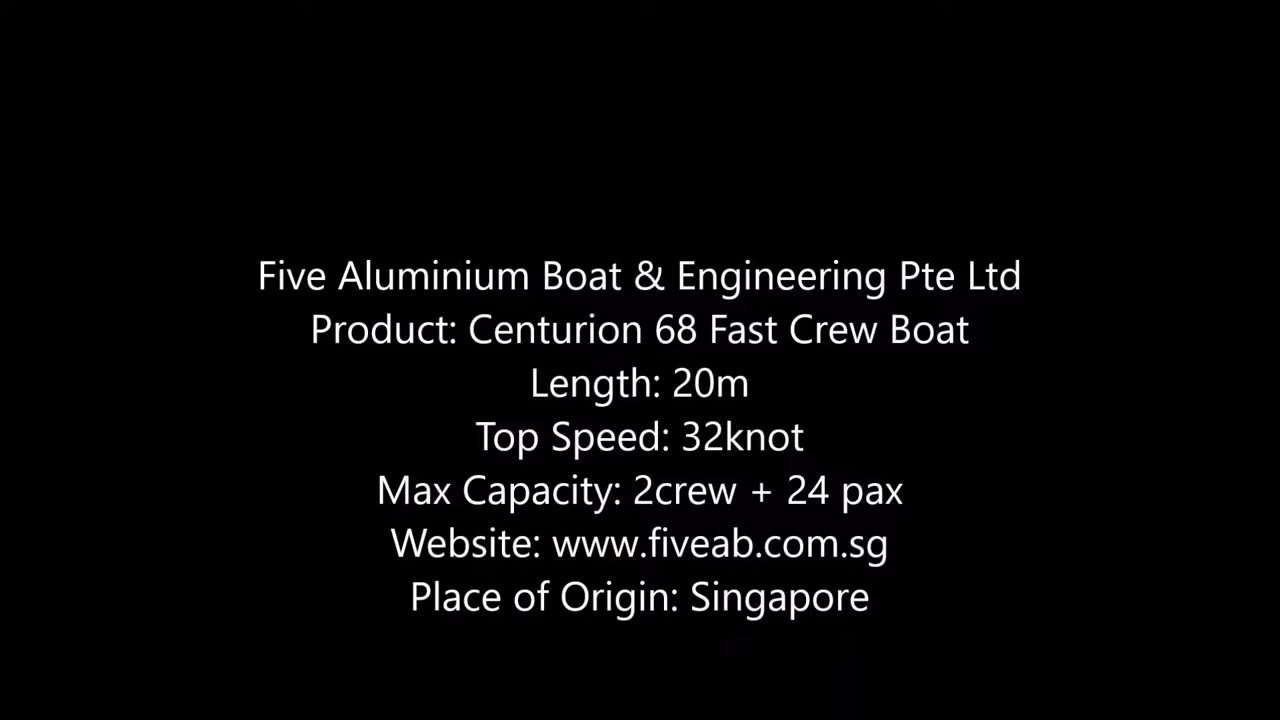 Five Aluminium Boat & Engineering Pte Ltd
Product: Centurion 68 Fast Crew Boat
Length: 20m
Top Speed: 32knot
Max Capacity: 2crew + 24 pax
Website: www.fiveab.com.sg
Place of Origin: Singapore